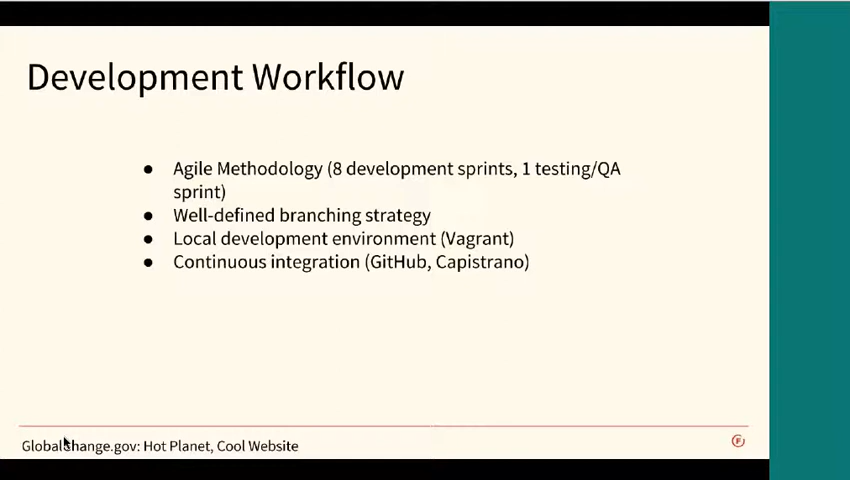 Development Workflow
● Agile Methodology (8 development sprints, 1 testing/QA
sprint)
● Well-defined branching strategy
● Local development environment (Vagrant)
● Continuous integration (GitHub, Capistrano)
GlobalChange.gov: Hot Planet, Cool Website
F